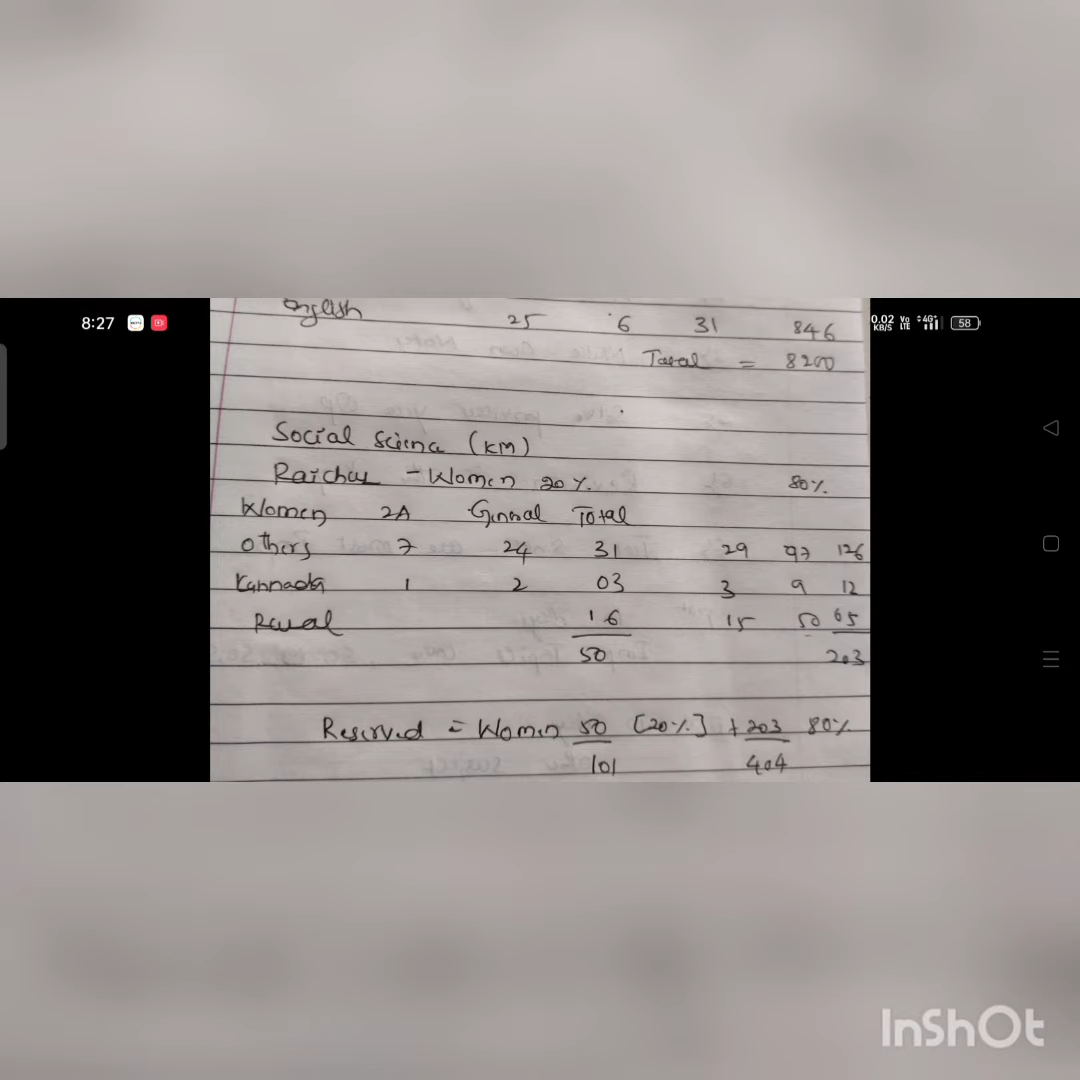 English 25 6 31 846
8:27
0.02 KB/S Vo LTE 4G+ 58
Total = 8200
Social Science (KM)
Raichur - Women 20 %. 80%.
Women 2A General Total
Others 7 24 31 29 97 126
Kannada 1 2 03 3 9 12
Rural 16 15 50 65
50 203
Reserved = Women 50 [20%] + 203 80%
101 404
InShOt